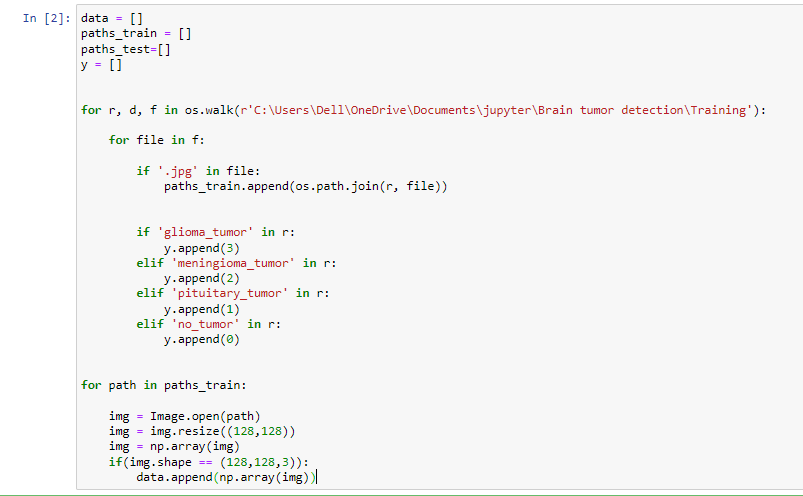 In [2]: data = []
paths_train = []
paths_test=[]
y = []
for r, d, f in os.walk(r'C:\Users\Dell\OneDrive\Documents\jupyter\Brain tumor detection\Training'):
    for file in f:
        if '.jpg' in file:
            paths_train.append(os.path.join(r, file))
        if 'glioma_tumor' in r:
            y.append(3)
        elif 'meningioma_tumor' in r:
            y.append(2)
        elif 'pituitary_tumor' in r:
            y.append(1)
        elif 'no_tumor' in r:
            y.append(0)
for path in paths_train:
    img = Image.open(path)
    img = img.resize((128,128))
    img = np.array(img)
    if(img.shape == (128,128,3)):
        data.append(np.array(img))